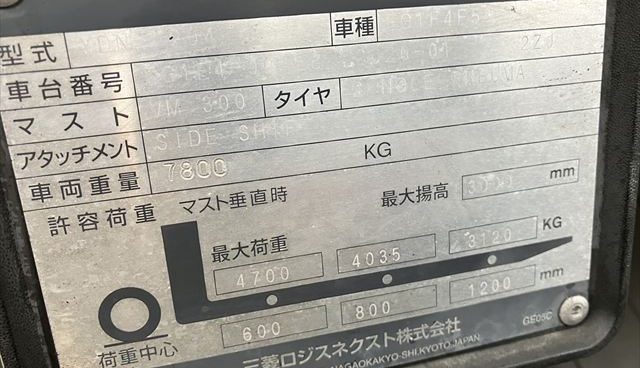 型式 車種
車台番号
マスト VM-300 タイヤ
アタッチメント SIDE SHIFT
車両重量 7800 KG
許容荷重 マスト垂直時 最大揚高 3000 mm
最大荷重 4700 4035 3120 KG
荷重中心 600 800 1200 mm
三菱ロジスネクスト株式会社 GE05C
NAGAOKAKYO-SHI,KYOTO,JAPAN